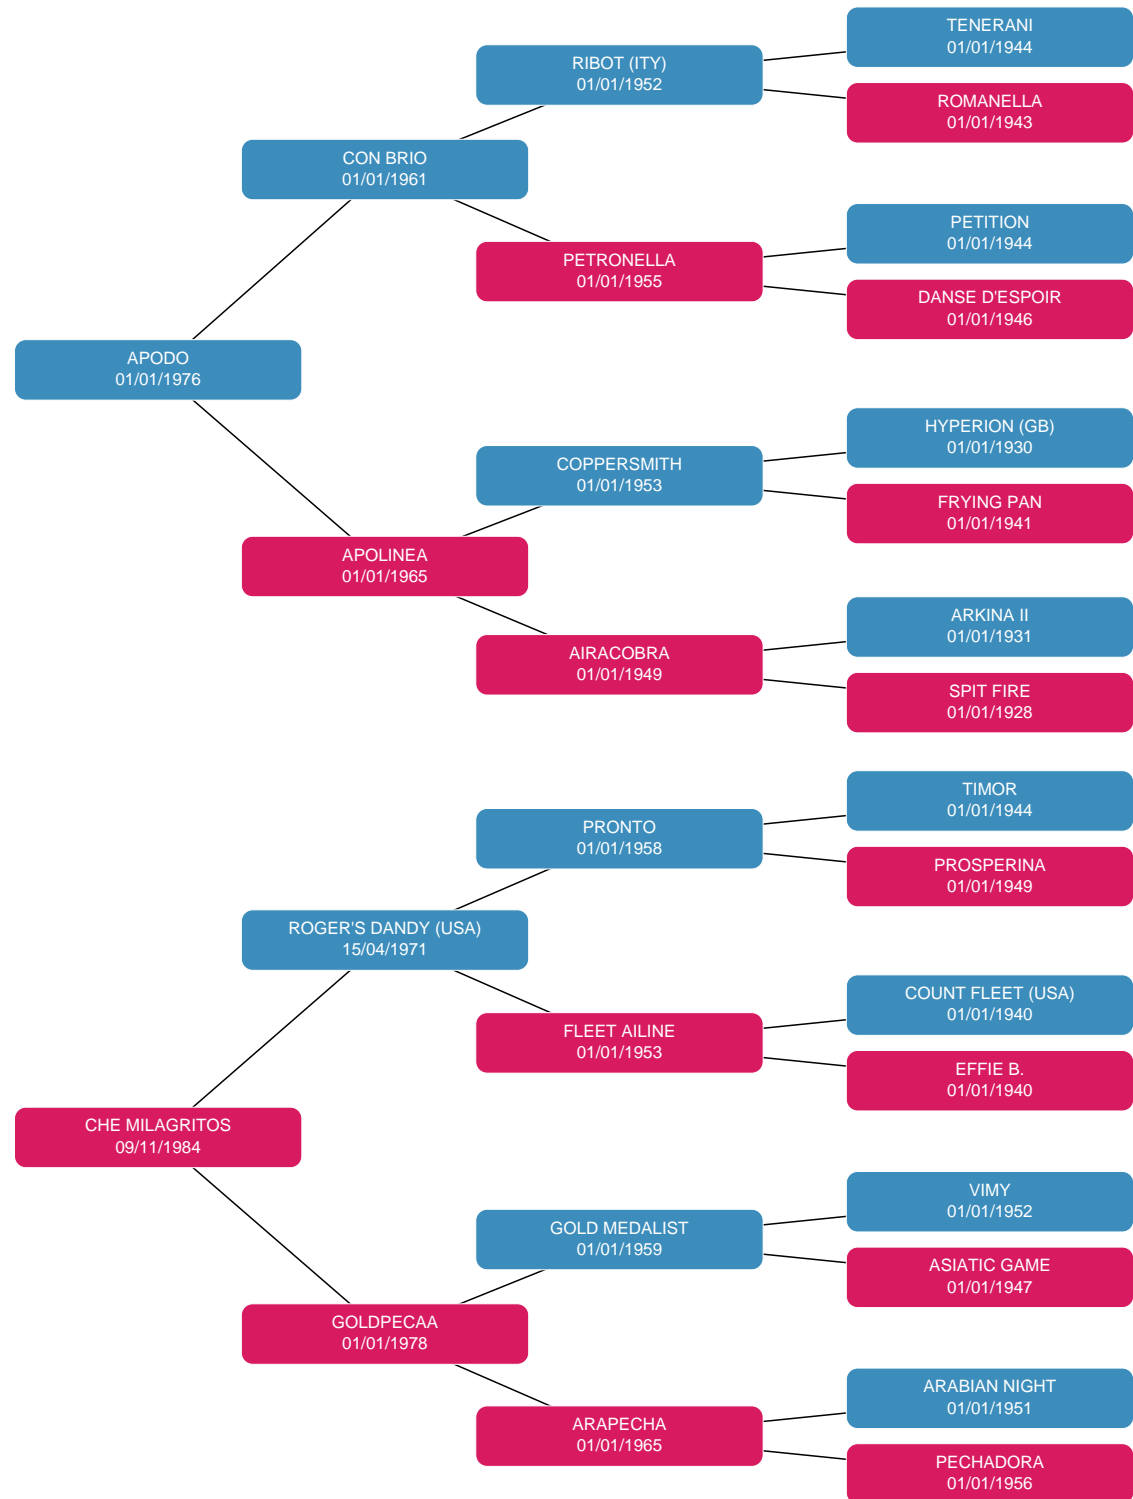 TENERANI
01/01/1944
RIBOT (ITY)
01/01/1952
ROMANELLA
01/01/1943
CON BRIO
01/01/1961
PETITION
01/01/1944
PETRONELLA
01/01/1955
DANSE D'ESPOIR
01/01/1946
APODO
01/01/1976
HYPERION (GB)
01/01/1930
COPPERSMITH
01/01/1953
FRYING PAN
01/01/1941
APOLINEA
01/01/1965
ARKINA II
01/01/1931
AIRACOBRA
01/01/1949
SPIT FIRE
01/01/1928
TIMOR
01/01/1944
PRONTO
01/01/1958
PROSPERINA
01/01/1949
ROGER'S DANDY (USA)
15/04/1971
COUNT FLEET (USA)
01/01/1940
FLEET AILINE
01/01/1953
EFFIE B.
01/01/1940
CHE MILAGRITOS
09/11/1984
VIMY
01/01/1952
GOLD MEDALIST
01/01/1959
ASIATIC GAME
01/01/1947
GOLDPECAA
01/01/1978
ARABIAN NIGHT
01/01/1951
ARAPECHA
01/01/1965
PECHADORA
01/01/1956